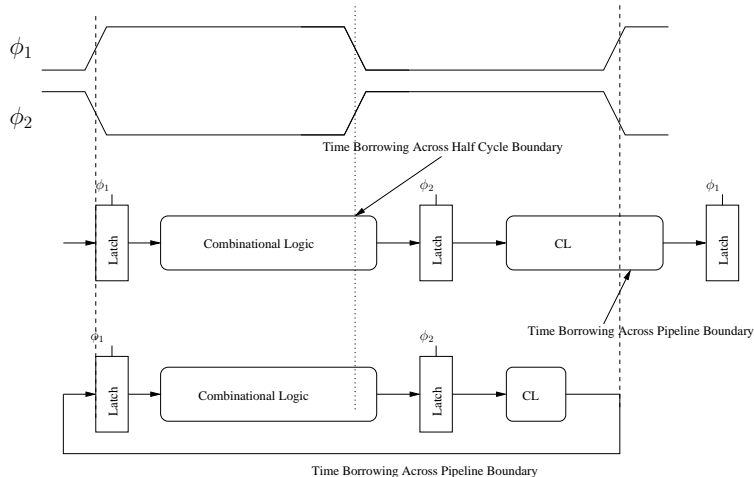 ϕ1
ϕ2
Time Borrowing Across Half Cycle Boundary
ϕ1 ϕ2 ϕ1
Latch Combinational Logic Latch CL Latch
Time Borrowing Across Pipeline Boundary
ϕ1 ϕ2
Latch Combinational Logic Latch CL
Time Borrowing Across Pipeline Boundary